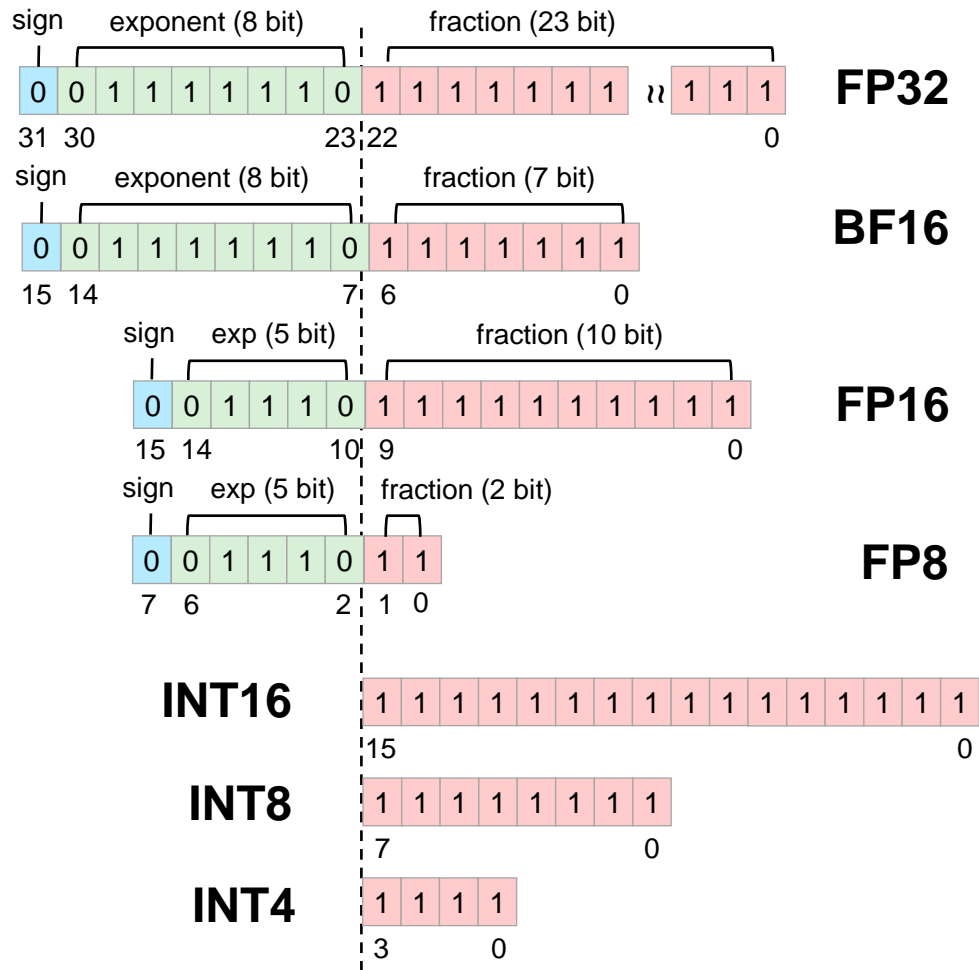 sign exponent (8 bit) fraction (23 bit)
0 0 1 1 1 1 1 1 0 1 1 1 1 1 1 1 ≈ 1 1 1 FP32
31 30 23 22 0
sign exponent (8 bit) fraction (7 bit)
0 0 1 1 1 1 1 1 0 1 1 1 1 1 1 1 BF16
15 14 7 6 0
sign exp (5 bit) fraction (10 bit)
0 0 1 1 1 0 1 1 1 1 1 1 1 1 1 1 FP16
15 14 10 9 0
sign exp (5 bit) fraction (2 bit)
0 0 1 1 1 0 1 1 FP8
7 6 2 1 0
INT16 1 1 1 1 1 1 1 1 1 1 1 1 1 1 1 1
15 0
INT8 1 1 1 1 1 1 1 1
7 0
INT4 1 1 1 1
3 0